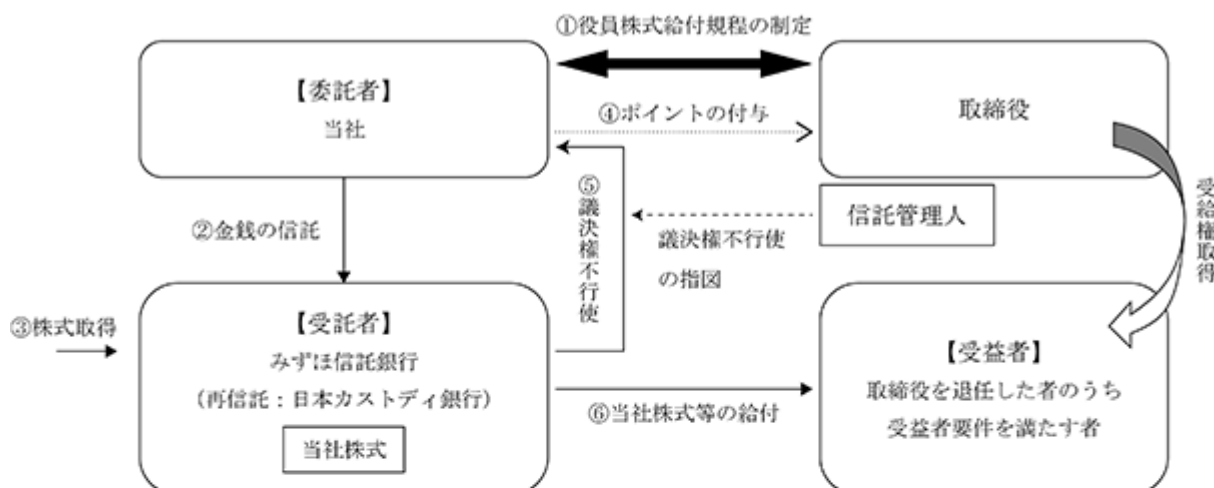 ①役員株式給付規程の制定
【委託者】
当社
④ポイントの付与
取締役
②金銭の信託
⑤議決権不行使
議決権不行使
の指図
信託管理人
受給権取得
③株式取得
【受託者】
みずほ信託銀行
(再信託：日本カストディ銀行)
当社株式
⑥当社株式等の給付
【受益者】
取締役を退任した者のうち
受益者要件を満たす者